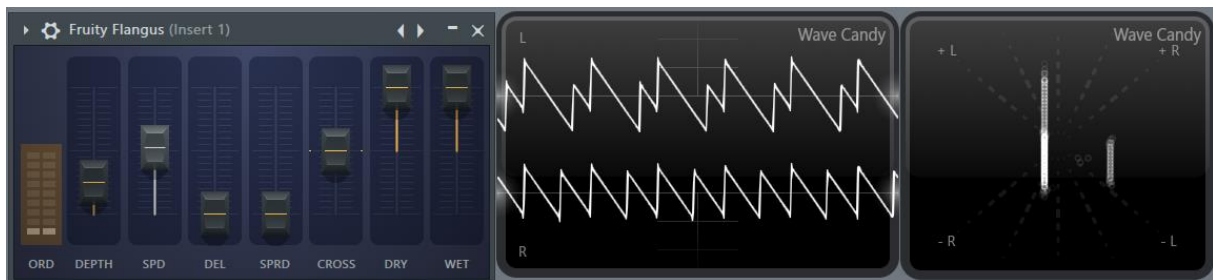 Fruity Flangus (Insert 1)
ORD DEPTH SPD DEL SPRD CROSS DRY WET
L
Wave Candy
R
Wave Candy
+ L
+ R
- R
- L